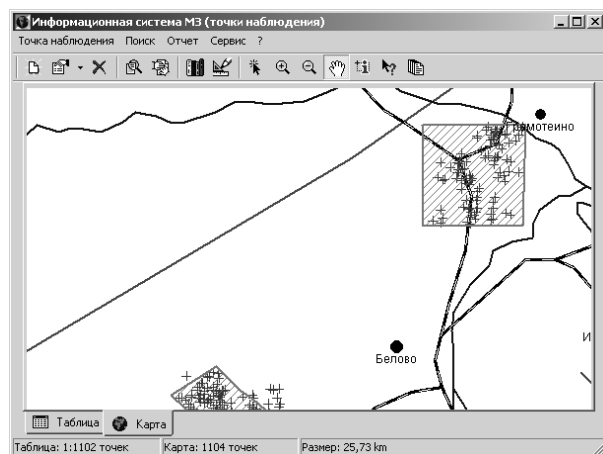 Информационная система МЗ (точки наблюдения)
Точка наблюдения Поиск Отчет Сервис ?
Белово
И
Таблица Карта
Таблица: 1:1102 точек Карта: 1104 точек Размер: 25,73 km